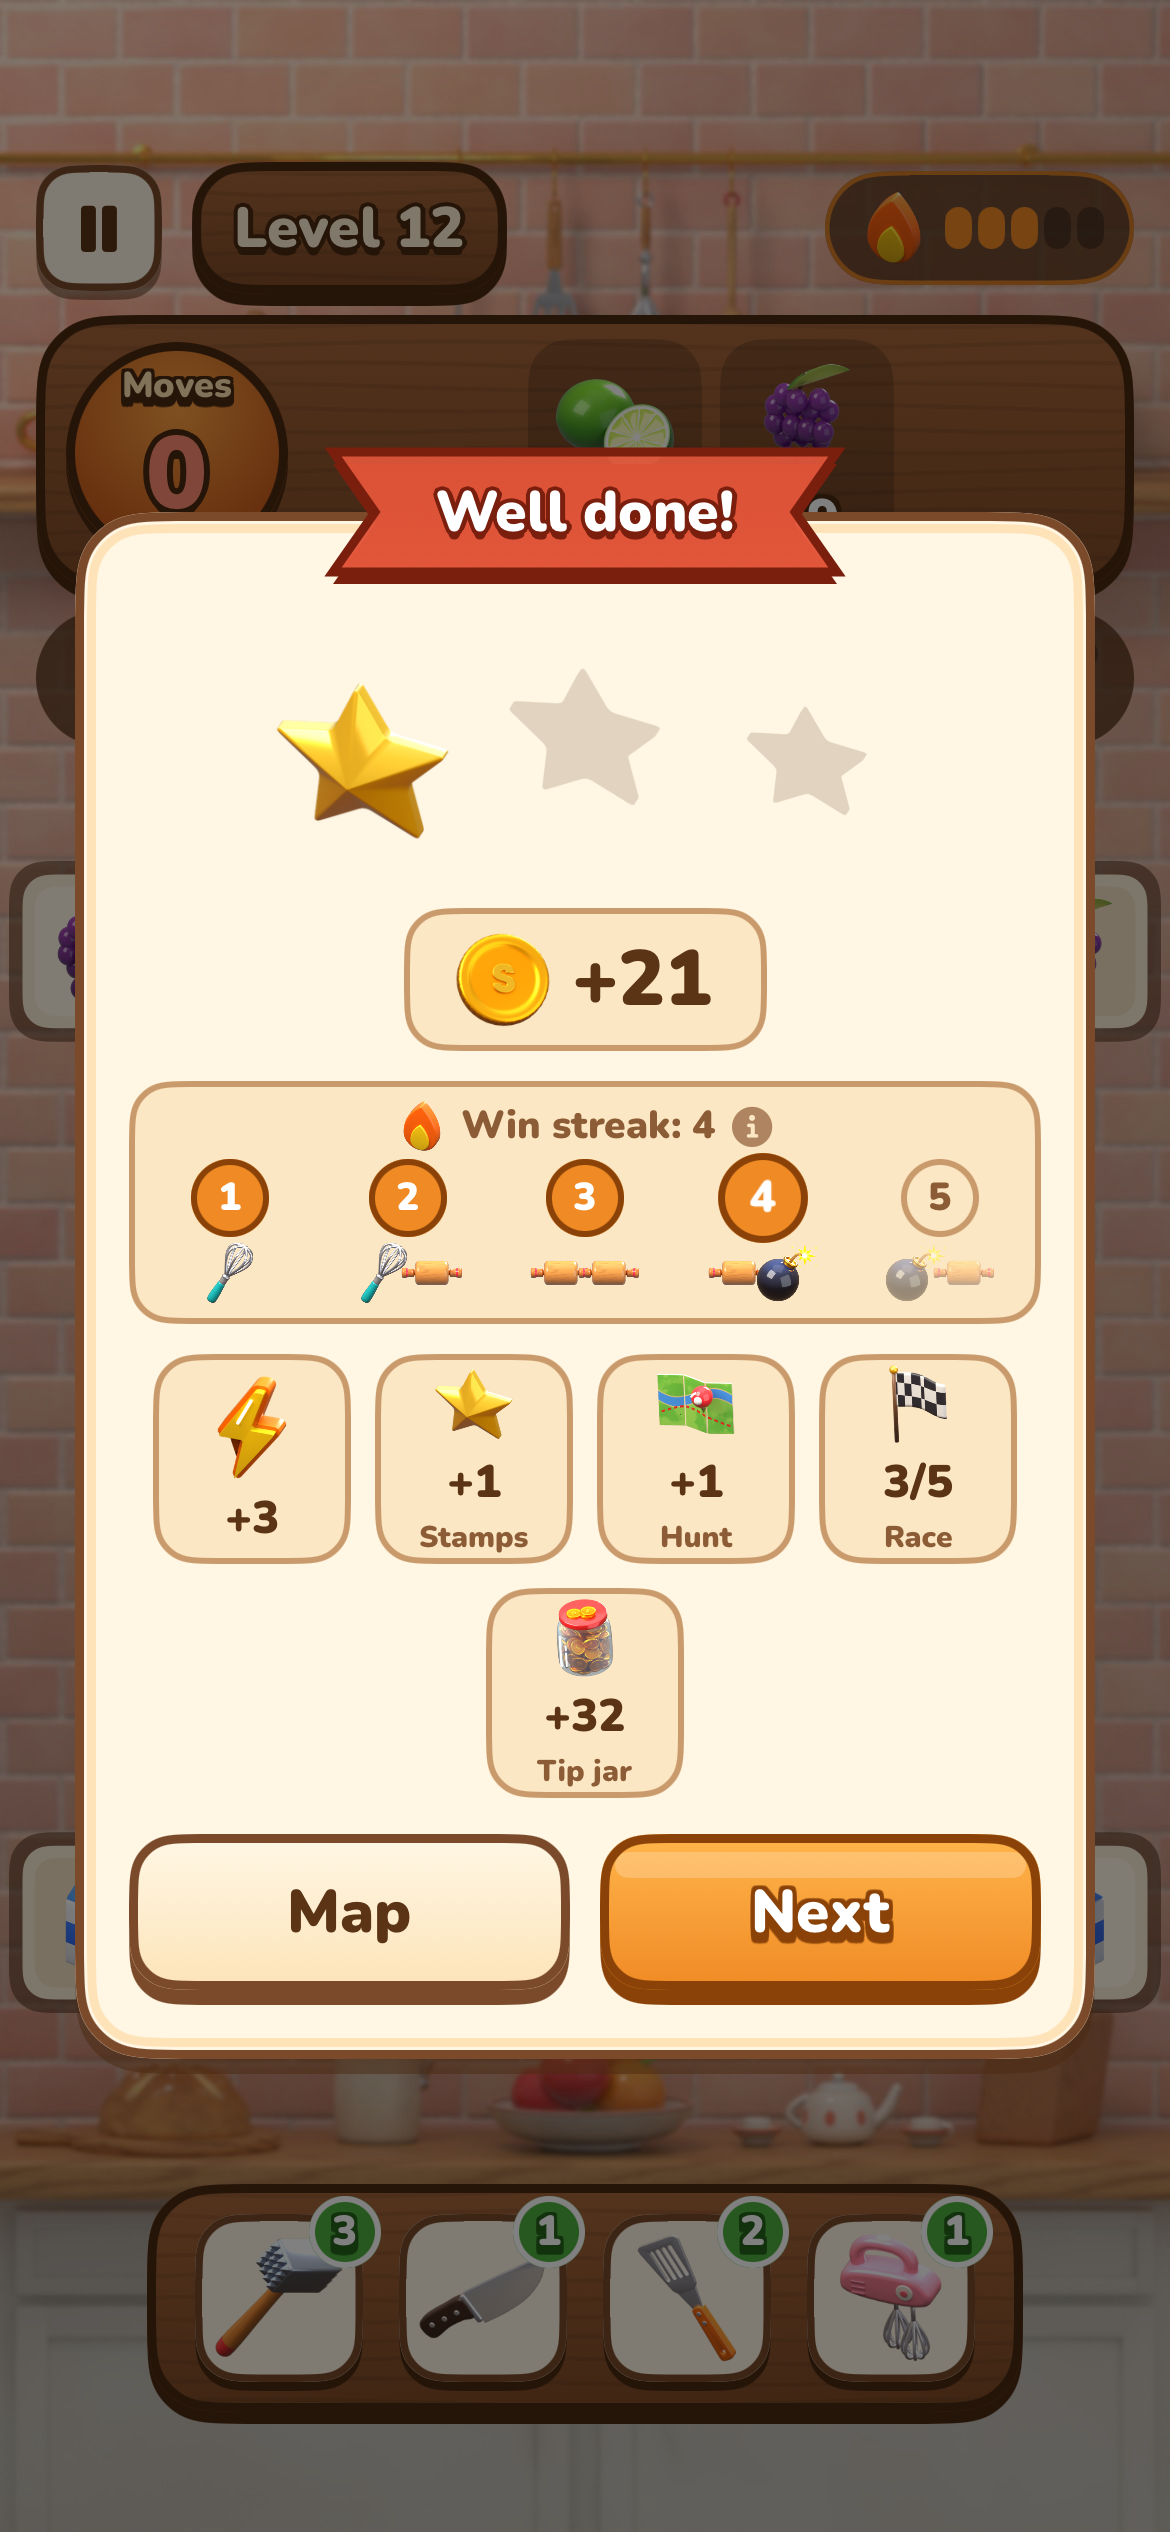 Level 12
Moves
0
Well done!
+21
Win streak: 4
1 2 3 4 5
+3
+1
Stamps
+1
Hunt
3/5
Race
+32
Tip jar
Map
Next
3 1 2 1